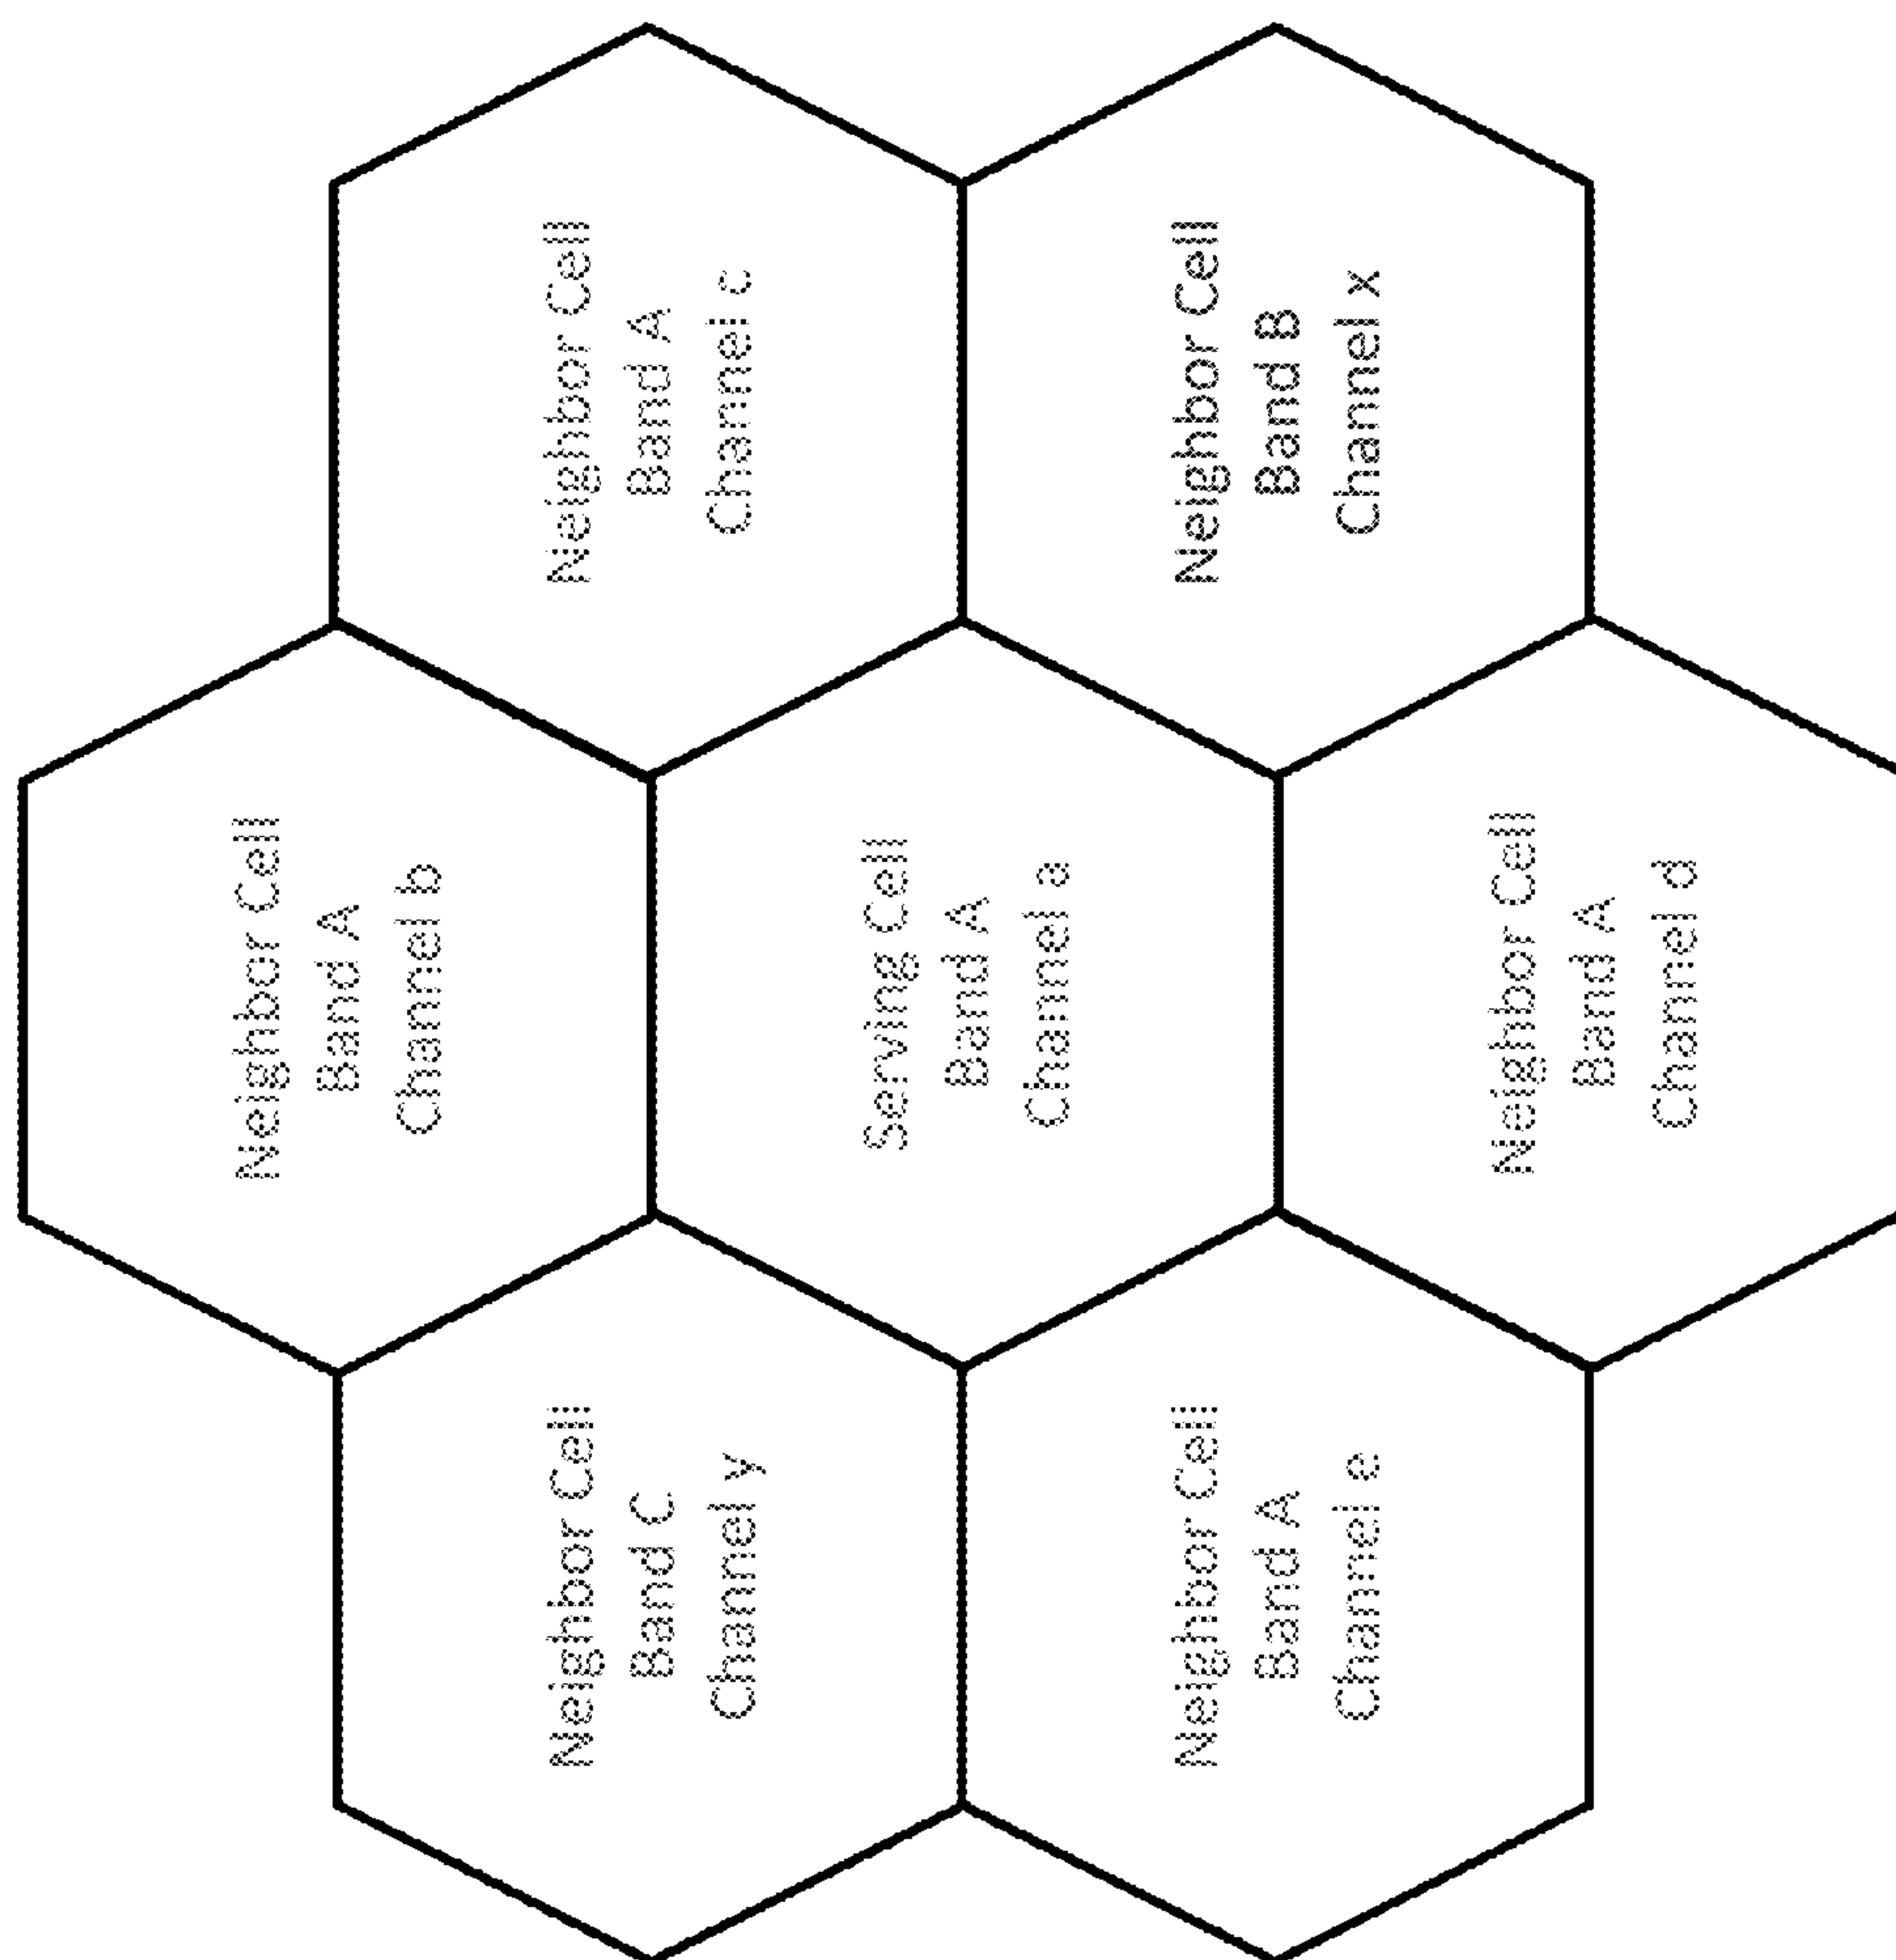 Neighbor Cell
Band A
Channel b
Neighbor Cell
Band C
Channel y
Neighbor Cell
Band A
Channel c
Serving Cell
Band A
Channel a
Neighbor Cell
Band A
Channel e
Neighbor Cell
Band B
Channel x
Neighbor Cell
Band A
Channel d